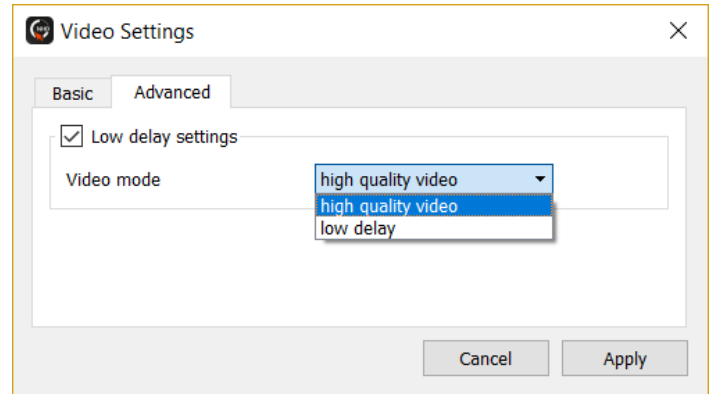 Video Settings
Basic Advanced
Low delay settings
Video mode high quality video
high quality video
low delay
Cancel Apply